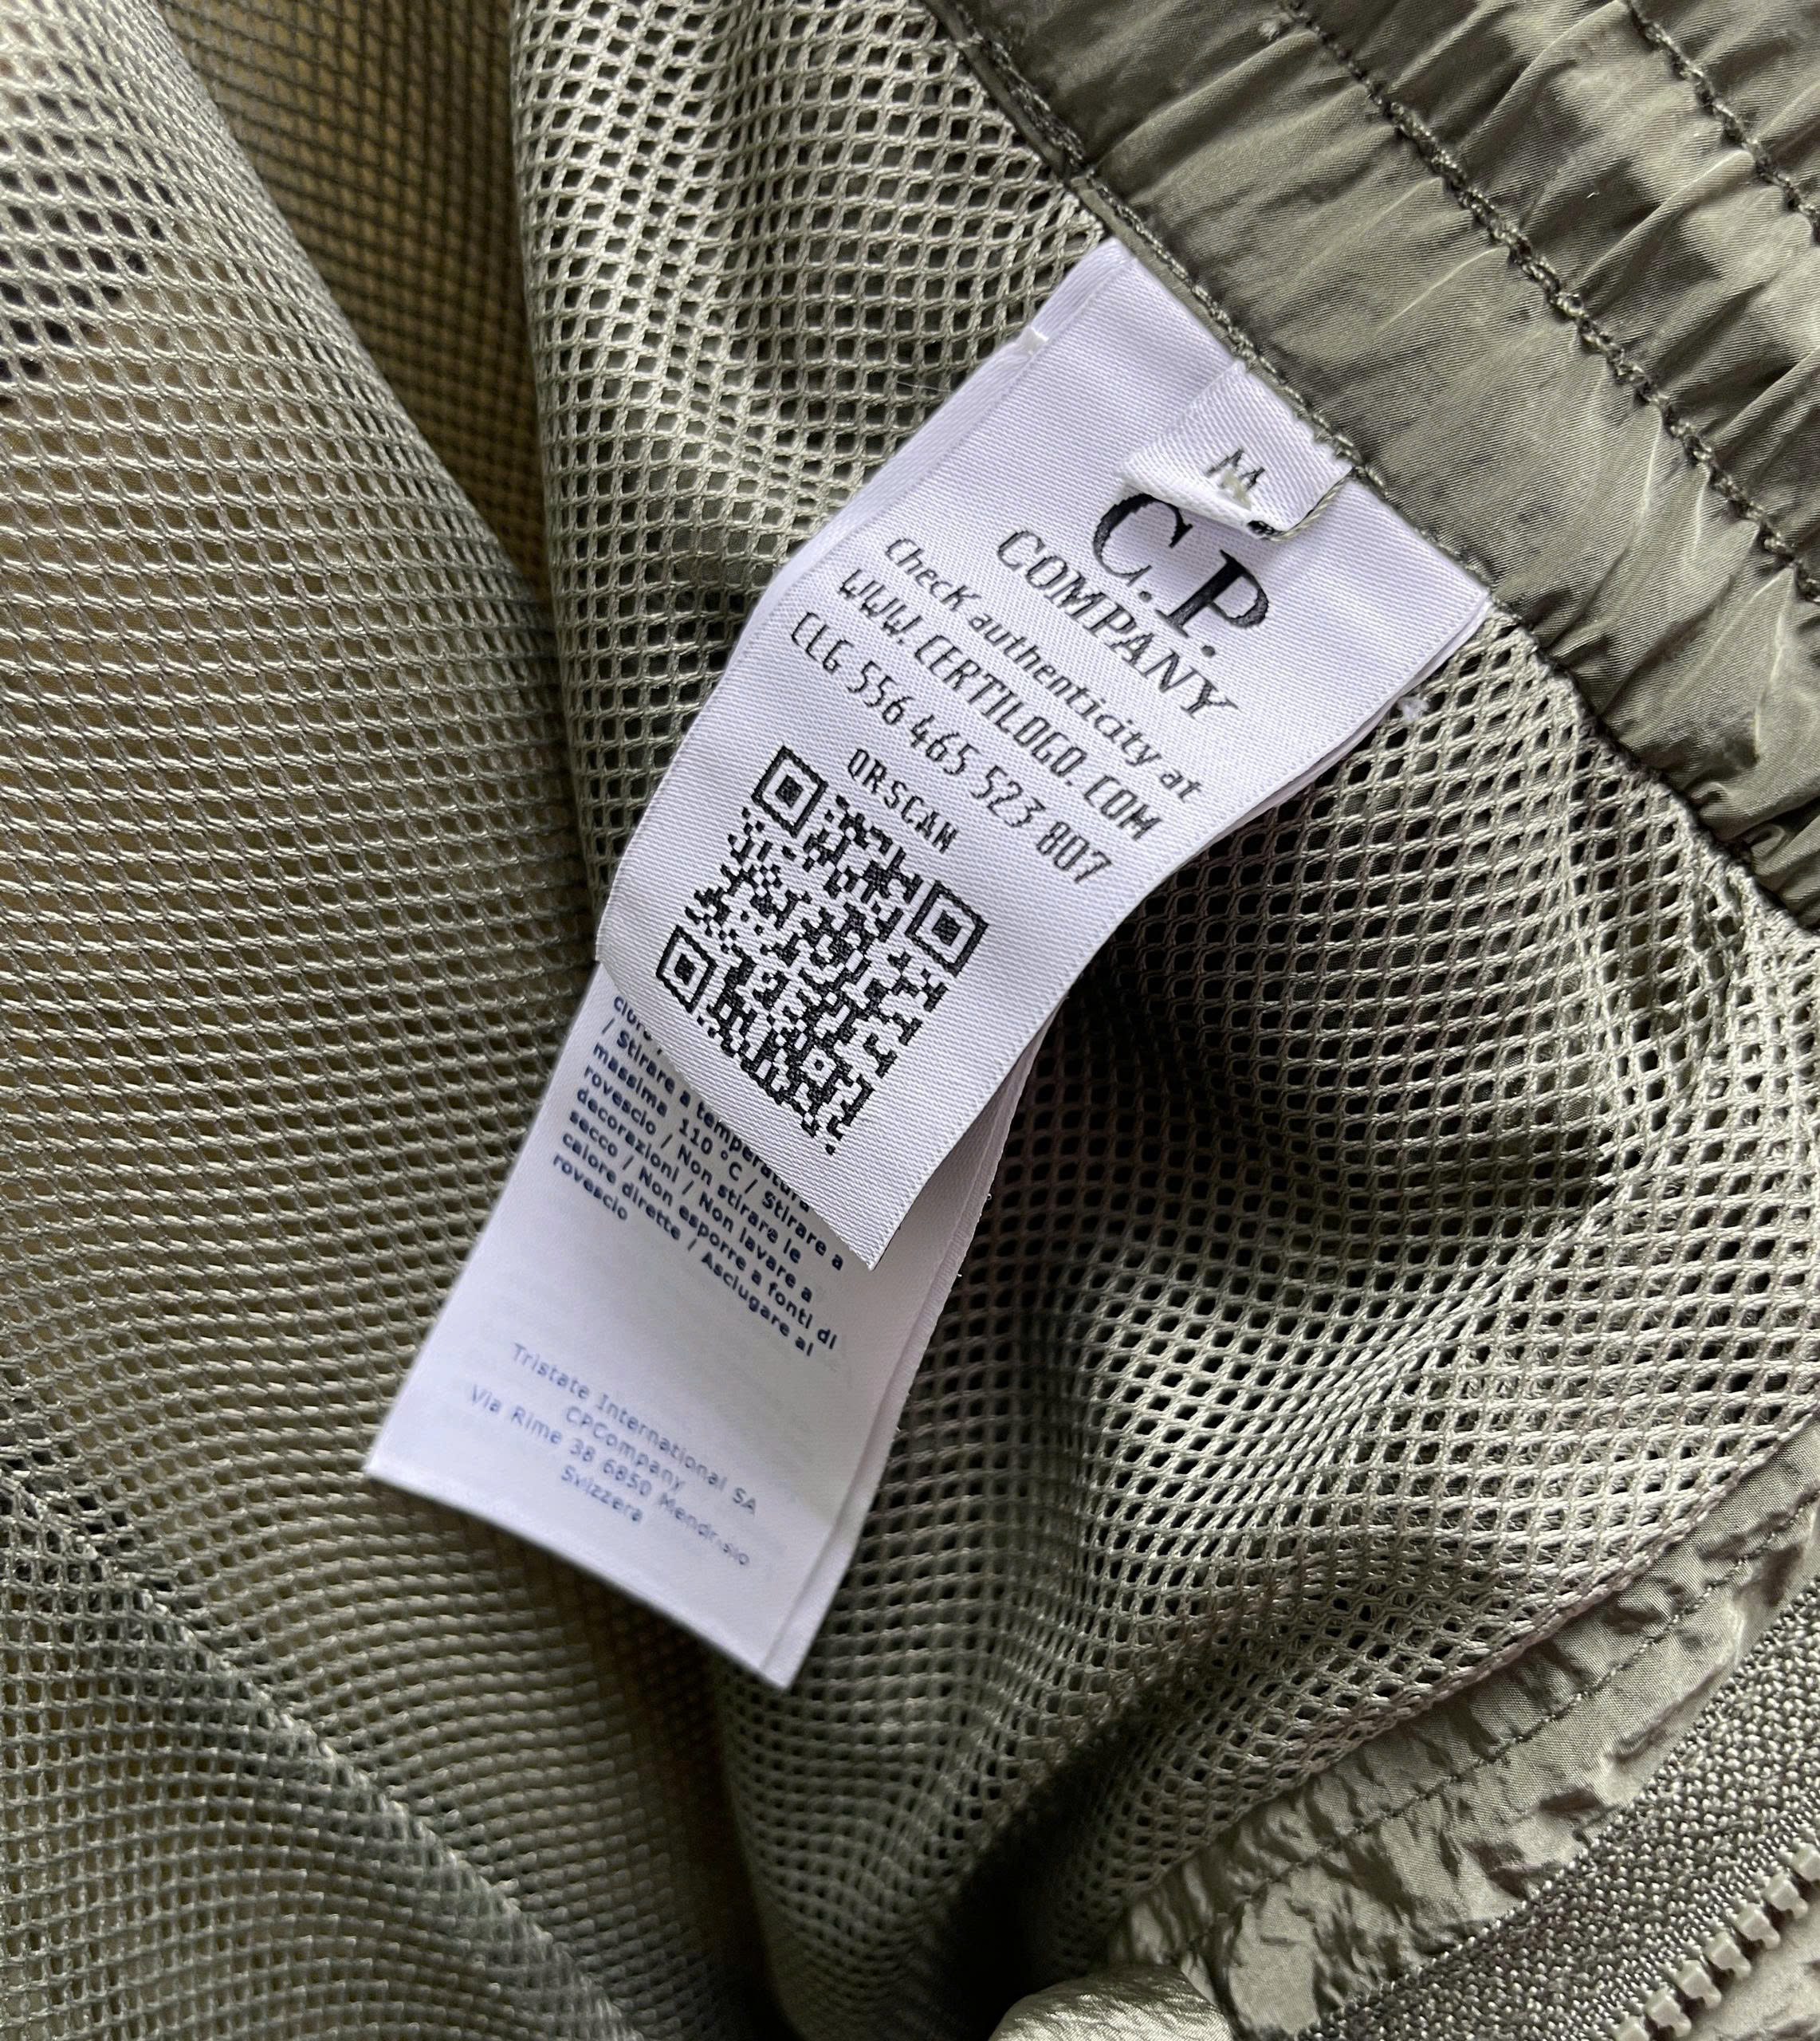 M
C.P.
COMPANY
Check authenticity at
WWW.CERTILOGO.COM
CLG 556 465 523 807
OR SCAN
/ Stirare a temperatura
massima 110 °C / Stirare a
rovescio / Non stirare le
decorazioni / Non lavare a
secco / Non esporre a fonti di
calore dirette / Asciugare al
rovescio
Tristate International SA
CPCompany
Via Rime 38 6850 Mendrisio
Svizzera